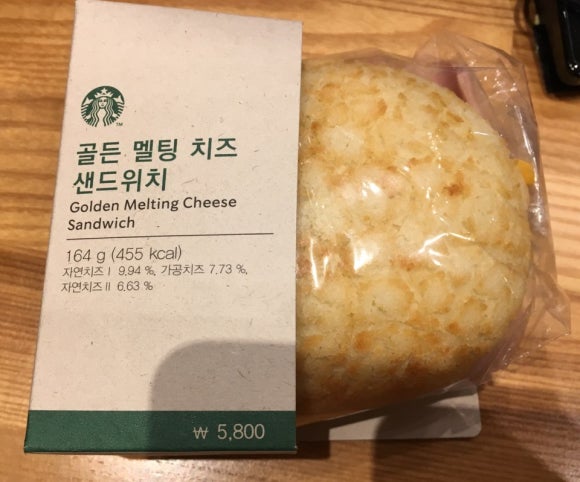 골든 멜팅 치즈
샌드위치
Golden Melting Cheese
Sandwich
164 g (455 kcal)
자연치즈 I 9.94 %, 가공치즈 7.73 %,
자연치즈 II 6.63 %
₩ 5,800